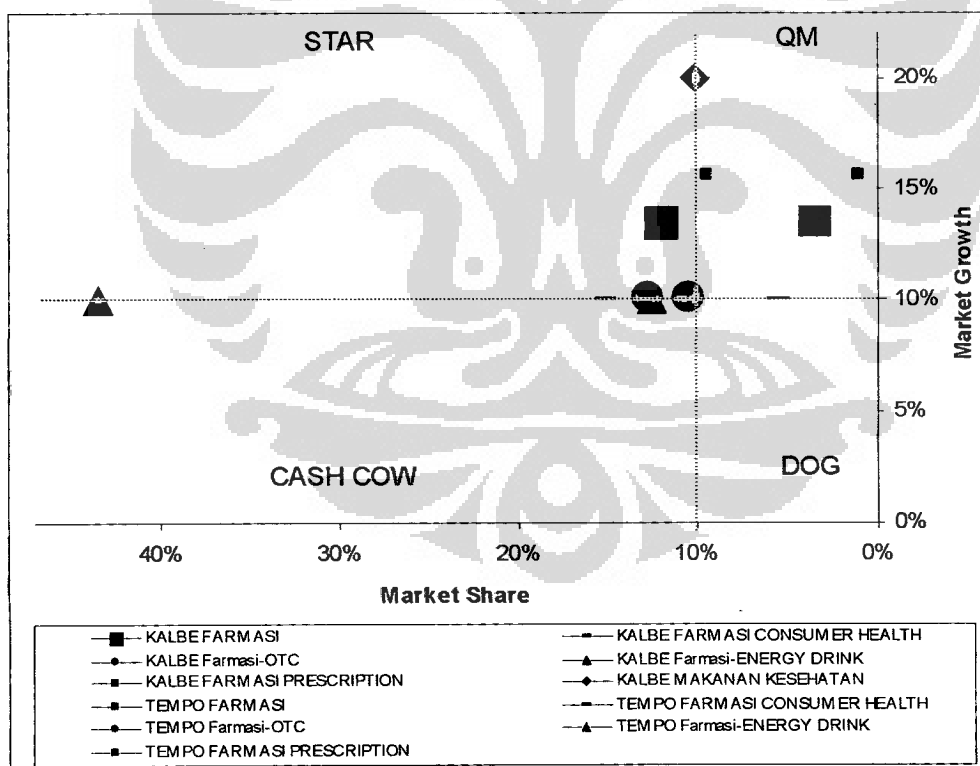 STAR
QM
20%
15%
10%
5%
0%
Market Growth
CASH COW
DOG
40%
30%
20%
10%
0%
Market Share
KALBE FARMASI
KALBE FARMASI CONSUMER HEALTH
KALBE Farmasi-OTC
KALBE Farmasi-ENERGY DRINK
KALBE FARMASI PRESCRIPTION
KALBE MAKANAN KESEHATAN
TEMPO FARMASI
TEMPO FARMASI CONSUMER HEALTH
TEMPO Farmasi-OTC
TEMPO Farmasi-ENERGY DRINK
TEMPO FARMASI PRESCRIPTION